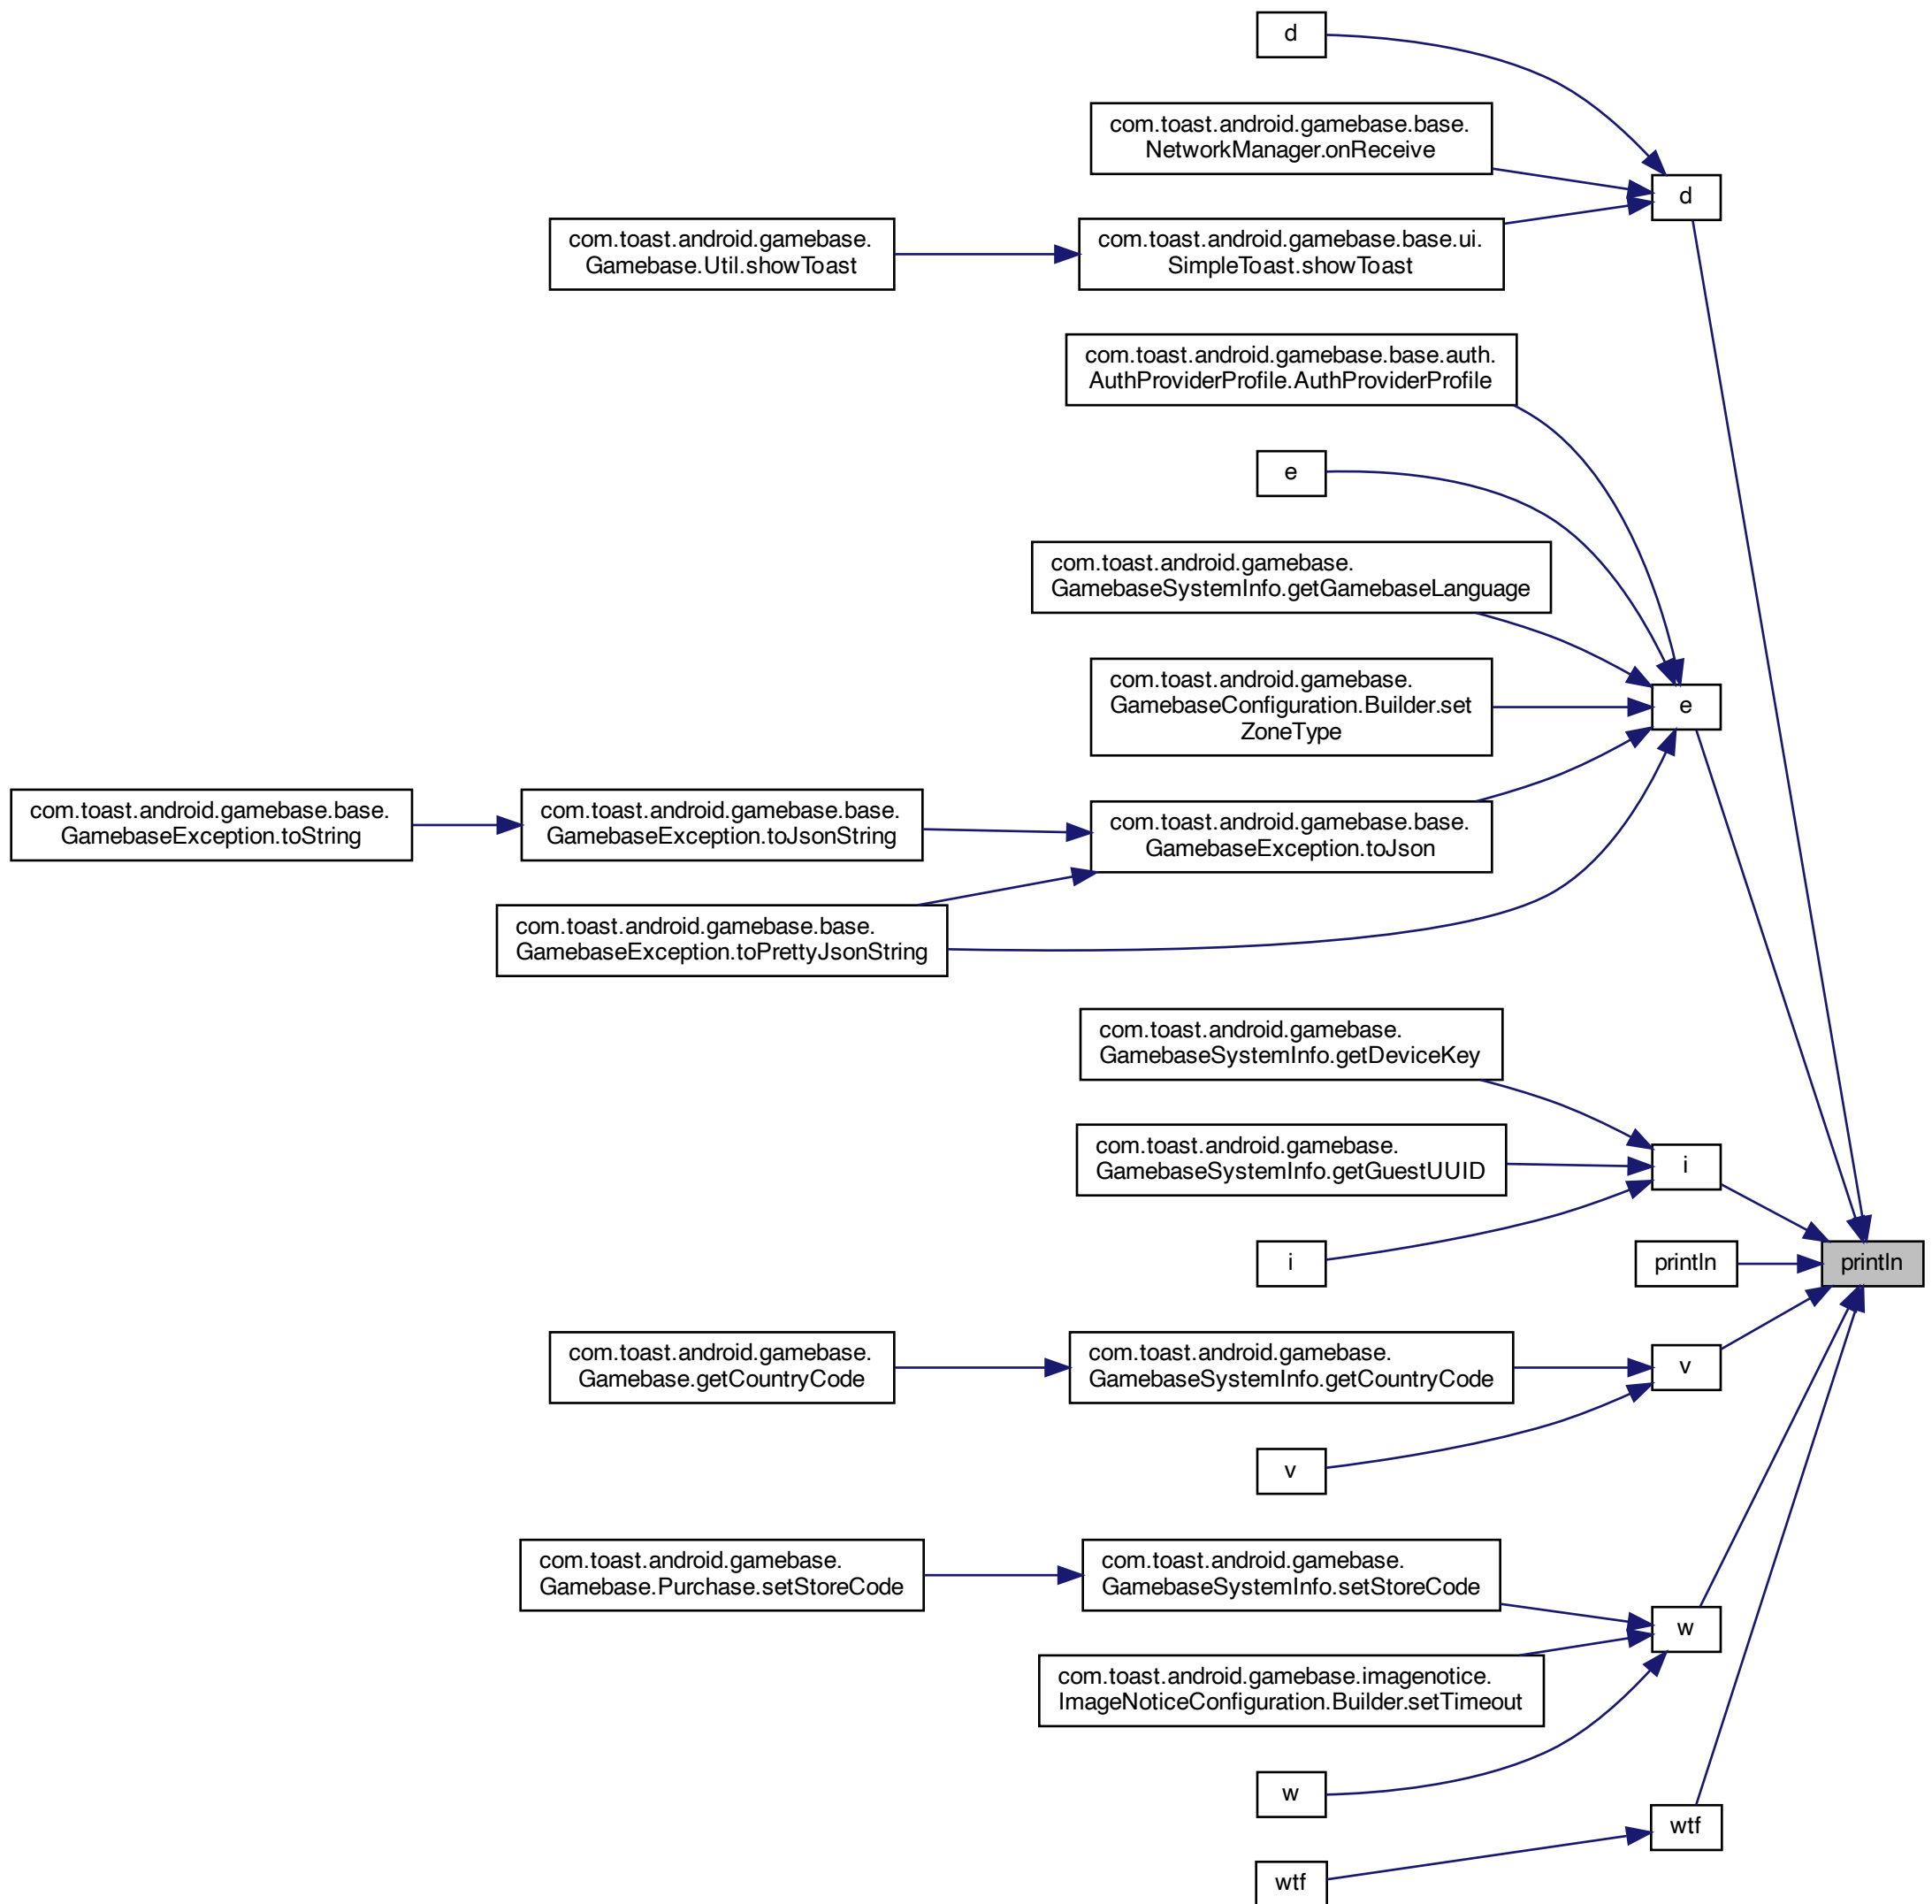 d
com.toast.android.gamebase.base.
NetworkManager.onReceive
d
com.toast.android.gamebase.
Gamebase.Util.showToast
com.toast.android.gamebase.base.ui.
SimpleToast.showToast
com.toast.android.gamebase.base.auth.
AuthProviderProfile.AuthProviderProfile
e
com.toast.android.gamebase.
GamebaseSystemInfo.getGamebaseLanguage
com.toast.android.gamebase.
GamebaseConfiguration.Builder.set
ZoneType
e
com.toast.android.gamebase.base.
GamebaseException.toString
com.toast.android.gamebase.base.
GamebaseException.toJsonString
com.toast.android.gamebase.base.
GamebaseException.toJson
com.toast.android.gamebase.base.
GamebaseException.toPrettyJsonString
com.toast.android.gamebase.
GamebaseSystemInfo.getDeviceKey
com.toast.android.gamebase.
GamebaseSystemInfo.getGuestUUID
i
i
println
println
com.toast.android.gamebase.
Gamebase.getCountryCode
com.toast.android.gamebase.
GamebaseSystemInfo.getCountryCode
v
v
com.toast.android.gamebase.
Gamebase.Purchase.setStoreCode
com.toast.android.gamebase.
GamebaseSystemInfo.setStoreCode
w
com.toast.android.gamebase.imagenotice.
ImageNoticeConfiguration.Builder.setTimeout
w
wtf
wtf